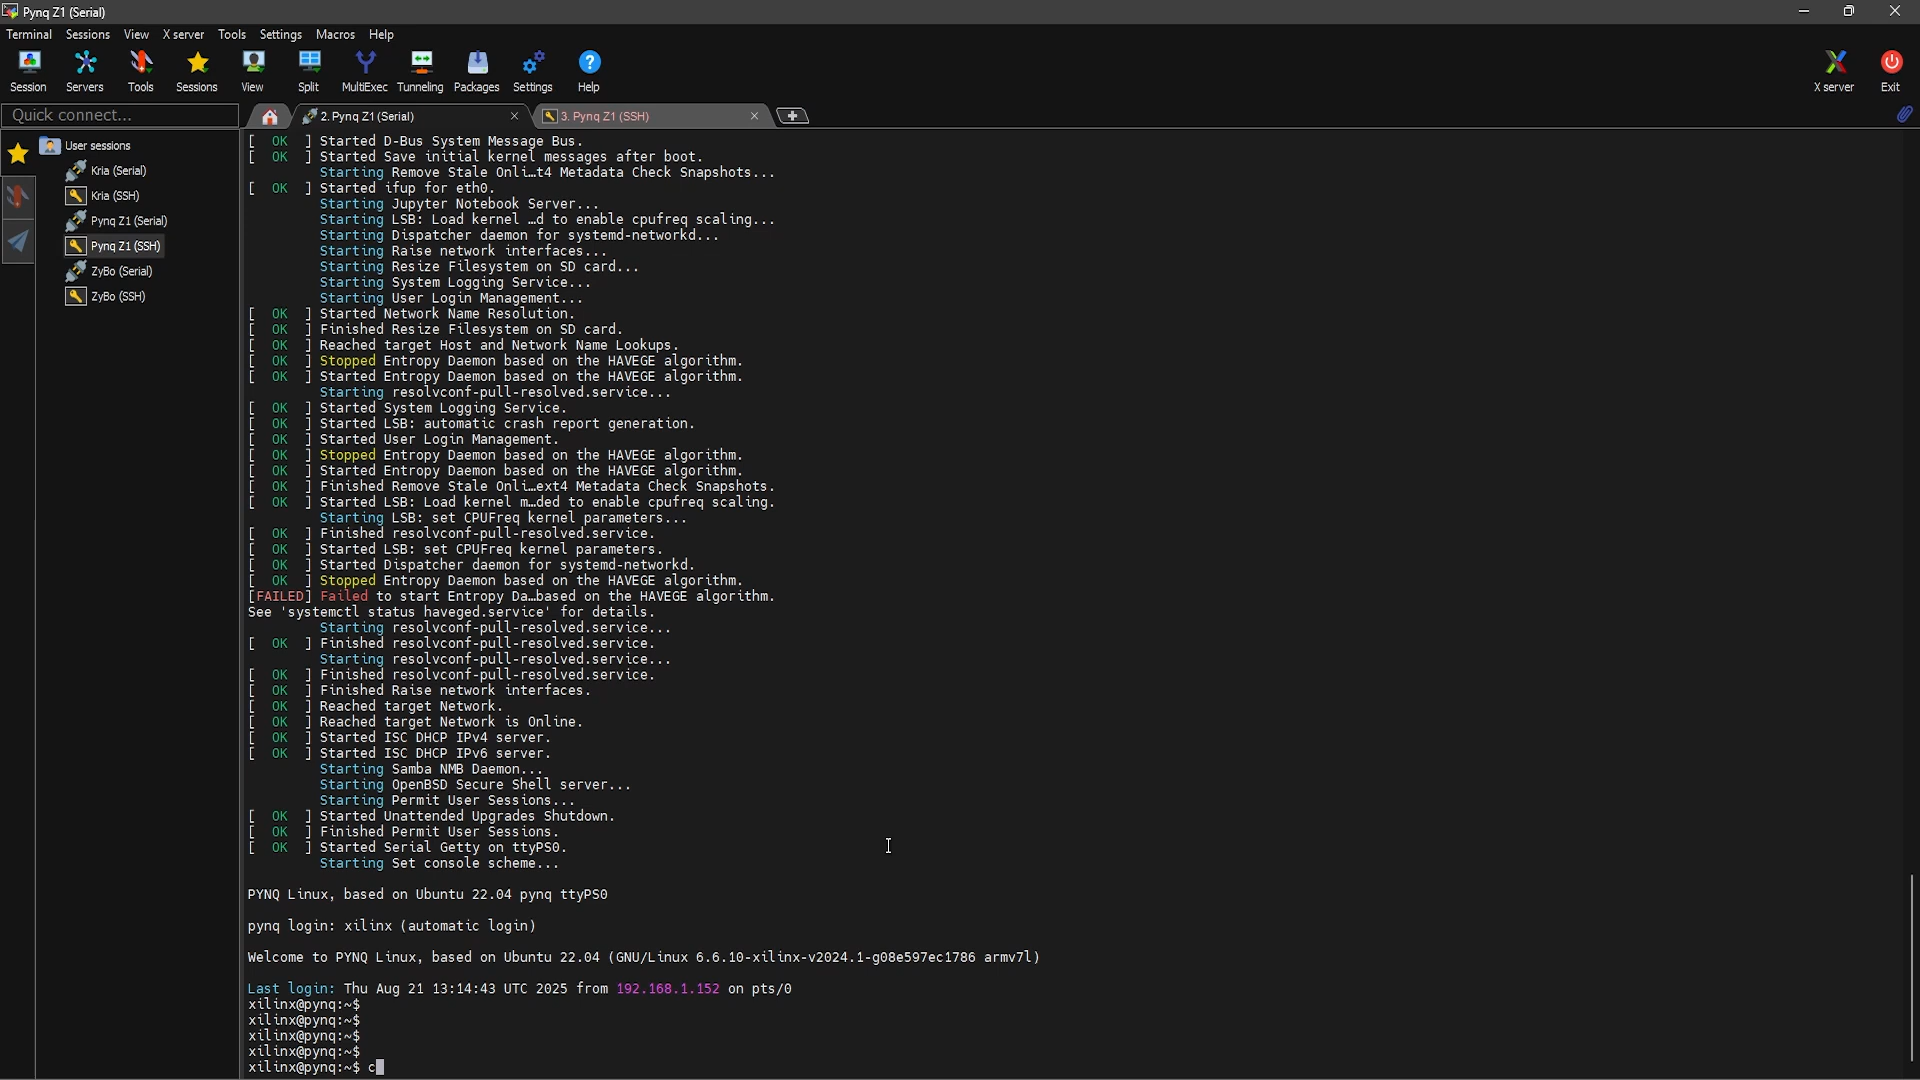 Pynq Z1 (Serial)
Terminal Sessions View X server Tools Settings Macros Help
Session Servers Tools Sessions View Split MultiExec Tunneling Packages Settings Help X server Exit
Quick connect...
2. Pynq Z1 (Serial)
3. Pynq Z1 (SSH)
User sessions
Kria (Serial)
Kria (SSH)
Pynq Z1 (Serial)
Pynq Z1 (SSH)
ZyBo (Serial)
ZyBo (SSH)
[  OK  ] Started D-Bus System Message Bus.
[  OK  ] Started Save initial kernel messages after boot.
         Starting Remove Stale Onli…t4 Metadata Check Snapshots...
[  OK  ] Started ifup for eth0.
         Starting Jupyter Notebook Server...
         Starting LSB: Load kernel …d to enable cpufreq scaling...
         Starting Dispatcher daemon for systemd-networkd...
         Starting Raise network interfaces...
         Starting Resize Filesystem on SD card...
         Starting System Logging Service...
         Starting User Login Management...
[  OK  ] Started Network Name Resolution.
[  OK  ] Finished Resize Filesystem on SD card.
[  OK  ] Reached target Host and Network Name Lookups.
[  OK  ] Stopped Entropy Daemon based on the HAVEGE algorithm.
[  OK  ] Started Entropy Daemon based on the HAVEGE algorithm.
         Starting resolvconf-pull-resolved.service...
[  OK  ] Started System Logging Service.
[  OK  ] Started LSB: automatic crash report generation.
[  OK  ] Started User Login Management.
[  OK  ] Stopped Entropy Daemon based on the HAVEGE algorithm.
[  OK  ] Started Entropy Daemon based on the HAVEGE algorithm.
[  OK  ] Finished Remove Stale Onli…ext4 Metadata Check Snapshots.
[  OK  ] Started LSB: Load kernel m…ded to enable cpufreq scaling.
         Starting LSB: set CPUFreq kernel parameters...
[  OK  ] Finished resolvconf-pull-resolved.service.
[  OK  ] Started LSB: set CPUFreq kernel parameters.
[  OK  ] Started Dispatcher daemon for systemd-networkd.
[  OK  ] Stopped Entropy Daemon based on the HAVEGE algorithm.
[FAILED] Failed to start Entropy Da…based on the HAVEGE algorithm.
See 'systemctl status haveged.service' for details.
         Starting resolvconf-pull-resolved.service...
[  OK  ] Finished resolvconf-pull-resolved.service.
         Starting resolvconf-pull-resolved.service...
[  OK  ] Finished resolvconf-pull-resolved.service.
[  OK  ] Finished Raise network interfaces.
[  OK  ] Reached target Network.
[  OK  ] Reached target Network is Online.
[  OK  ] Started ISC DHCP IPv4 server.
[  OK  ] Started ISC DHCP IPv6 server.
         Starting Samba NMB Daemon...
         Starting OpenBSD Secure Shell server...
         Starting Permit User Sessions...
[  OK  ] Started Unattended Upgrades Shutdown.
[  OK  ] Finished Permit User Sessions.
[  OK  ] Started Serial Getty on ttyPS0.
         Starting Set console scheme...
PYNQ Linux, based on Ubuntu 22.04 pynq ttyPS0
pynq login: xilinx (automatic login)
Welcome to PYNQ Linux, based on Ubuntu 22.04 (GNU/Linux 6.6.10-xilinx-v2024.1-g08e597ec1786 armv7l)
Last login: Thu Aug 21 13:14:43 UTC 2025 from 192.168.1.152 on pts/0
xilinx@pynq:~$
xilinx@pynq:~$
xilinx@pynq:~$
xilinx@pynq:~$
xilinx@pynq:~$ c